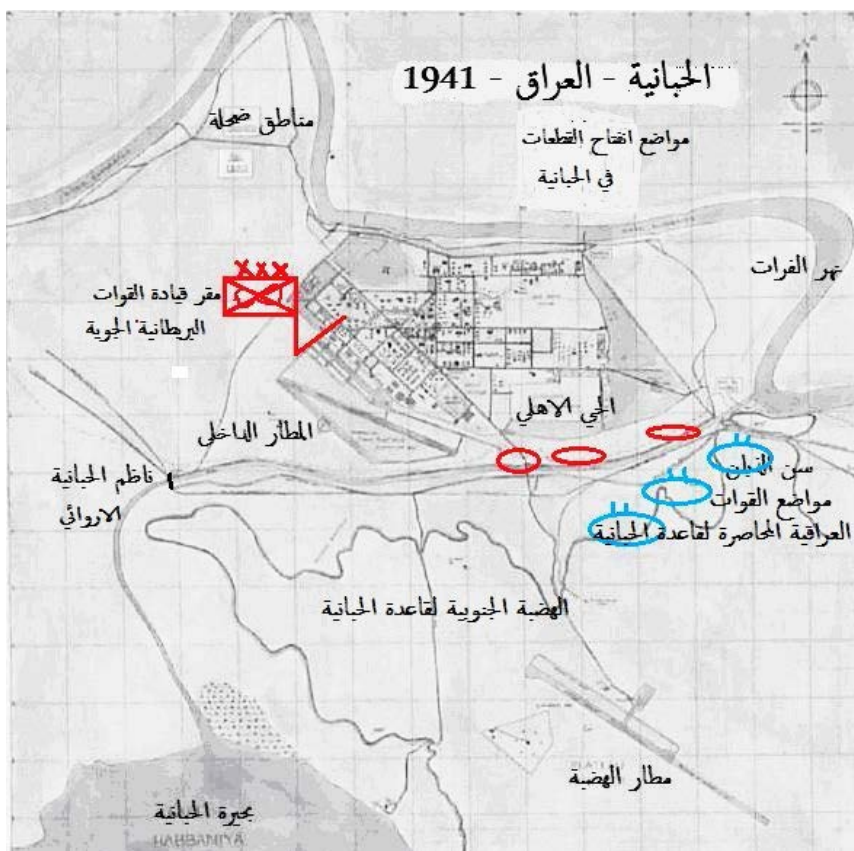 الحبانية - العراق - 1941
مناطق ضحلة
مواضع انفتاح القطعات
في الحبانية
نهر الفرات
مقر قيادة القوات
البريطانية الجوية
الحي الاهلي
المطار الداخلي
ناظم الحبانية
الاروائي
سن الذبان
مواضع القوات
العراقية المحاصرة لقاعدة الحبانية
الهضبة الجنوبية لقاعدة الحبانية
مطار الهضبة
PLATEAU
بحيرة الحبانية
HABBANIYA